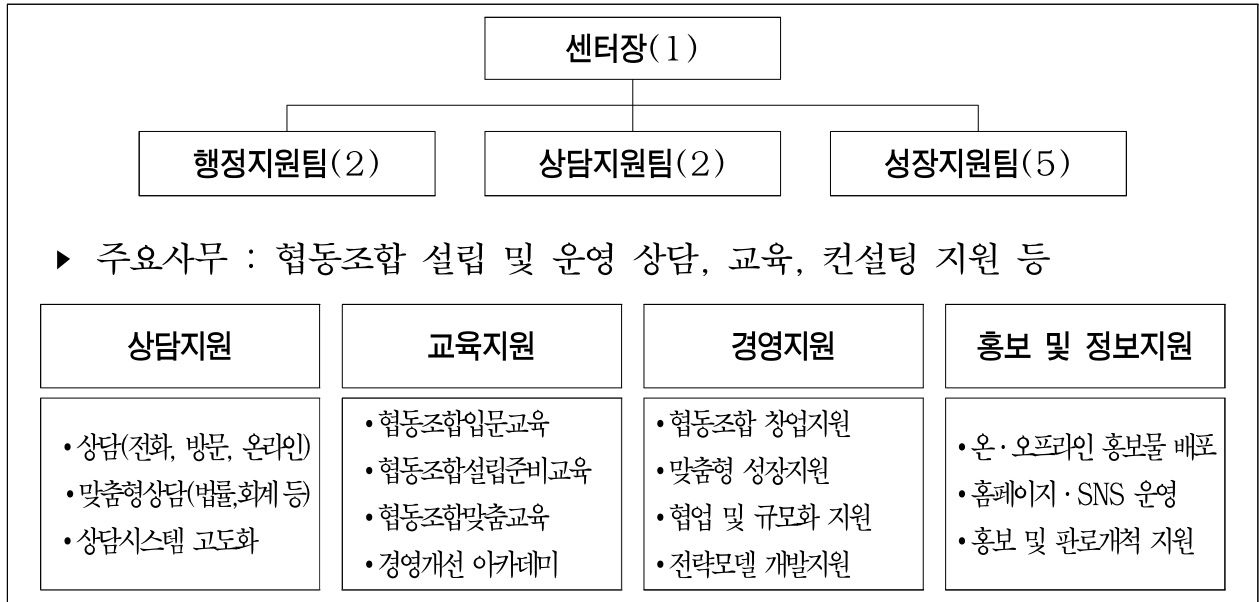 센터장(1)
행정지원팀(2)
상담지원팀(2)
성장지원팀(5)
▶ 주요사무 : 협동조합 설립 및 운영 상담, 교육, 컨설팅 지원 등
상담지원
•상담(전화, 방문, 온라인)
•맞춤형상담(법률,회계 등)
•상담시스템 고도화
교육지원
•협동조합입문교육
•협동조합설립준비교육
•협동조합맞춤교육
•경영개선 아카데미
경영지원
•협동조합 창업지원
•맞춤형 성장지원
•협업 및 규모화 지원
•전략모델 개발지원
홍보 및 정보지원
•온·오프라인 홍보물 배포
•홈페이지·SNS 운영
•홍보 및 판로개척 지원